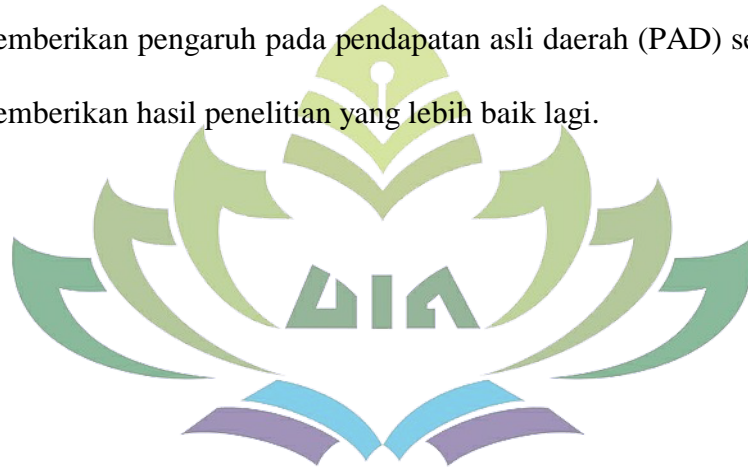 emberikan pengaruh pada pendapatan asli daerah (PAD) se
emberikan hasil penelitian yang lebih baik lagi.
UIN